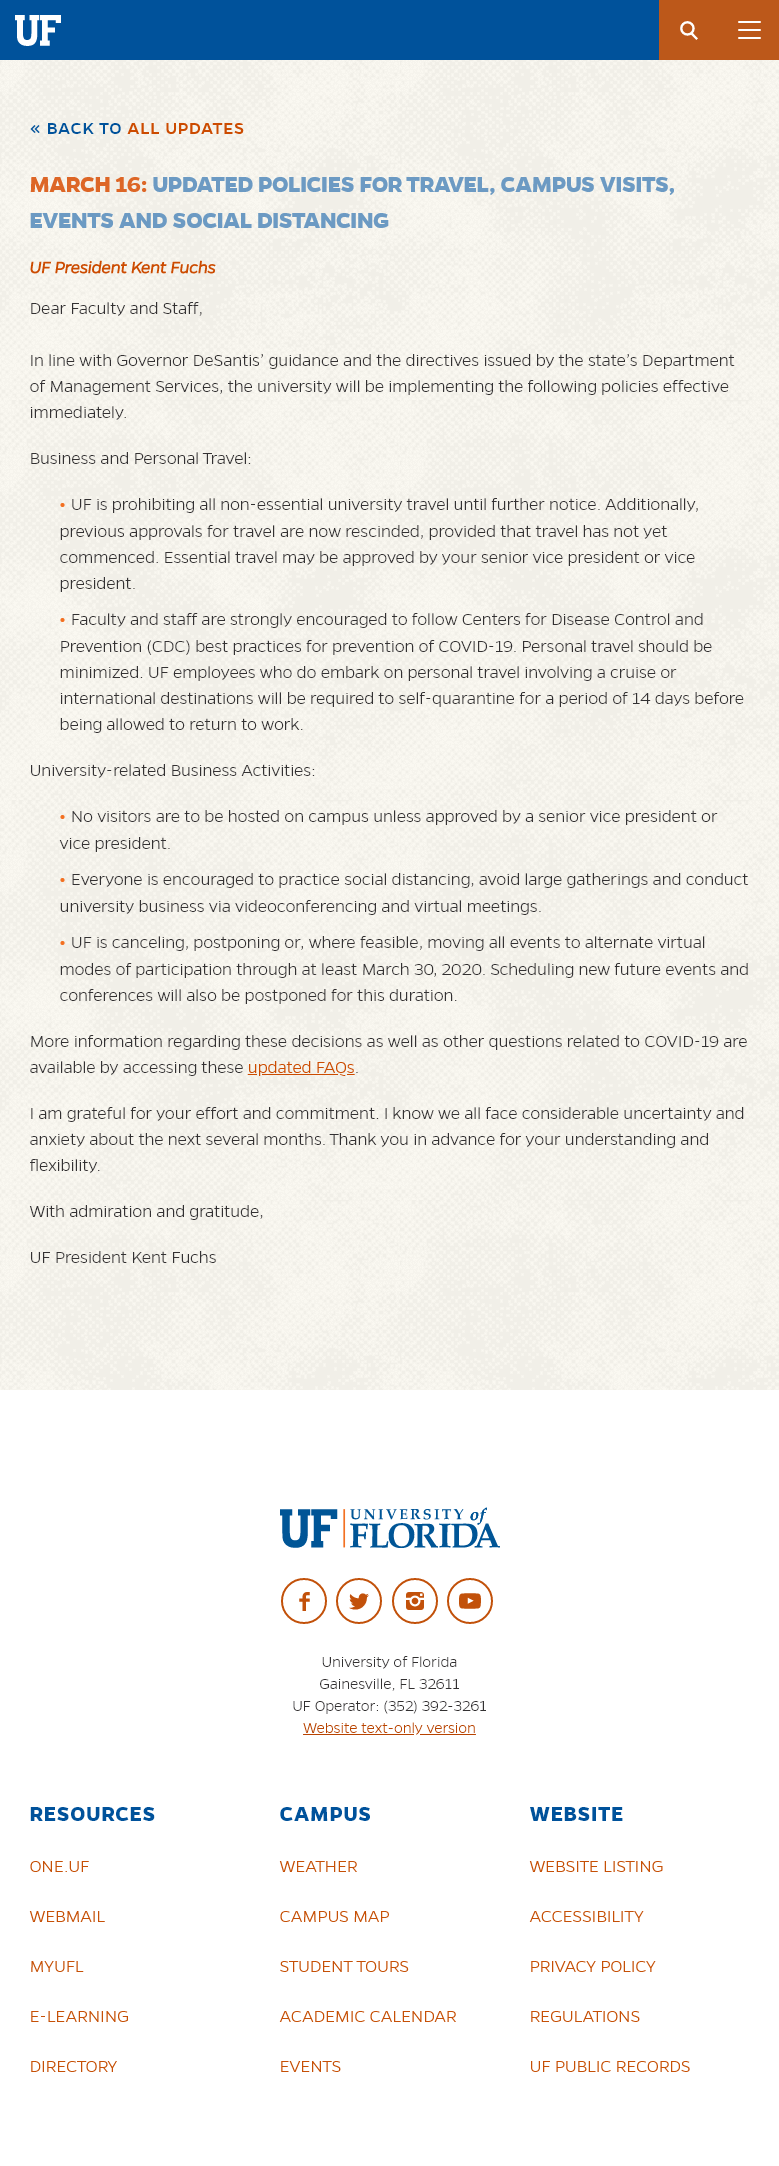 UF
« BACK TO ALL UPDATES
MARCH 16: UPDATED POLICIES FOR TRAVEL, CAMPUS VISITS,
EVENTS AND SOCIAL DISTANCING
UF President Kent Fuchs
Dear Faculty and Staff,
In line with Governor DeSantis’ guidance and the directives issued by the state’s Department
of Management Services, the university will be implementing the following policies effective
immediately.
Business and Personal Travel:
• UF is prohibiting all non-essential university travel until further notice. Additionally,
previous approvals for travel are now rescinded, provided that travel has not yet
commenced. Essential travel may be approved by your senior vice president or vice
president.
• Faculty and staff are strongly encouraged to follow Centers for Disease Control and
Prevention (CDC) best practices for prevention of COVID-19. Personal travel should be
minimized. UF employees who do embark on personal travel involving a cruise or
international destinations will be required to self-quarantine for a period of 14 days before
being allowed to return to work.
University-related Business Activities:
• No visitors are to be hosted on campus unless approved by a senior vice president or
vice president.
• Everyone is encouraged to practice social distancing, avoid large gatherings and conduct
university business via videoconferencing and virtual meetings.
• UF is canceling, postponing or, where feasible, moving all events to alternate virtual
modes of participation through at least March 30, 2020. Scheduling new future events and
conferences will also be postponed for this duration.
More information regarding these decisions as well as other questions related to COVID-19 are
available by accessing these updated FAQs.
I am grateful for your effort and commitment. I know we all face considerable uncertainty and
anxiety about the next several months. Thank you in advance for your understanding and
flexibility.
With admiration and gratitude,
UF President Kent Fuchs
UF UNIVERSITY of
FLORIDA
University of Florida
Gainesville, FL 32611
UF Operator: (352) 392-3261
Website text-only version
RESOURCES
ONE.UF
WEBMAIL
MYUFL
E-LEARNING
DIRECTORY
CAMPUS
WEATHER
CAMPUS MAP
STUDENT TOURS
ACADEMIC CALENDAR
EVENTS
WEBSITE
WEBSITE LISTING
ACCESSIBILITY
PRIVACY POLICY
REGULATIONS
UF PUBLIC RECORDS